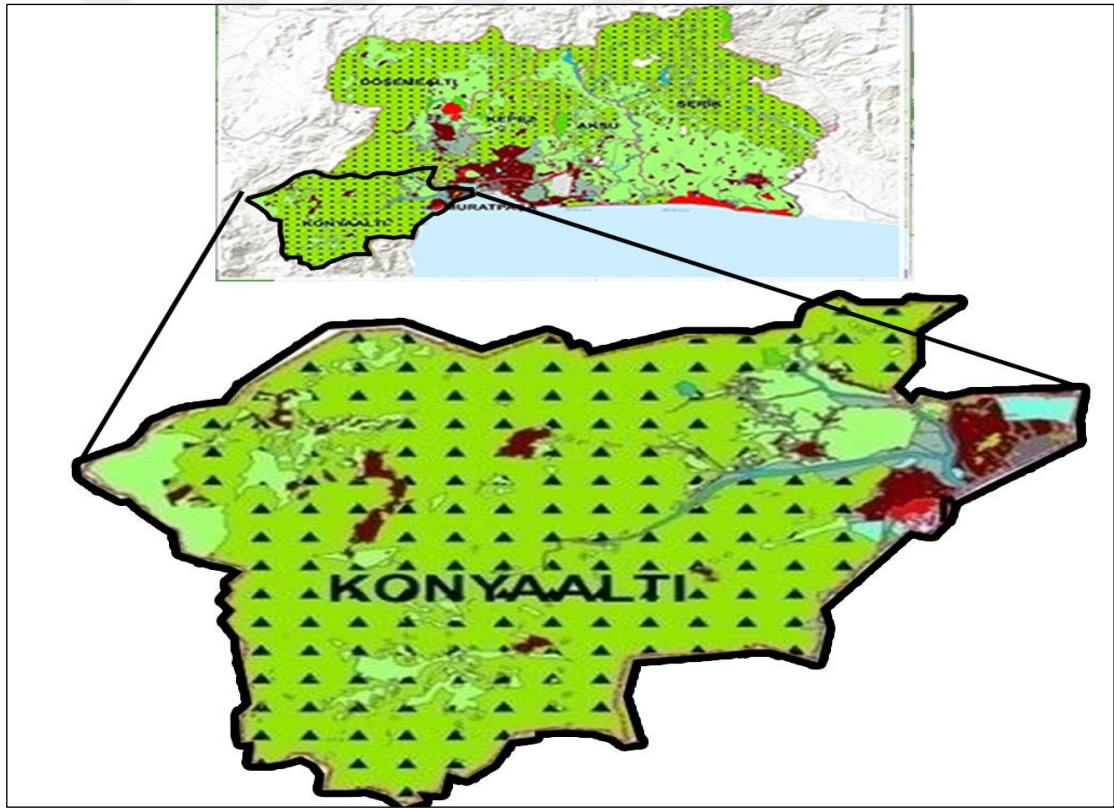 DÖŞEMEALTI
SERİK
KEPEZ
AKSU
MURATPAŞA
KONYAALTI
KONYAALTI